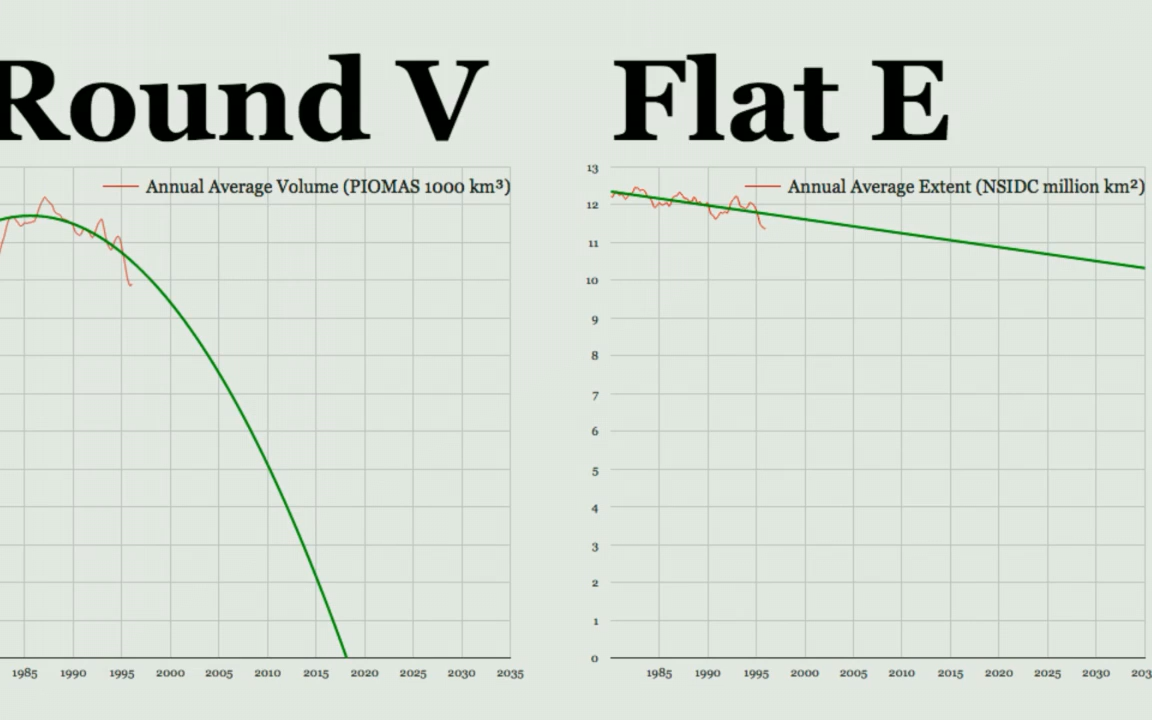 Round V
Flat E
Annual Average Volume (PIOMAS 1000 km³)
1985 1990 1995 2000 2005 2010 2015 2020 2025 2030 2035
Annual Average Extent (NSIDC million km²)
13
12
11
10
9
8
7
6
5
4
3
2
1
0
1985 1990 1995 2000 2005 2010 2015 2020 2025 2030 203